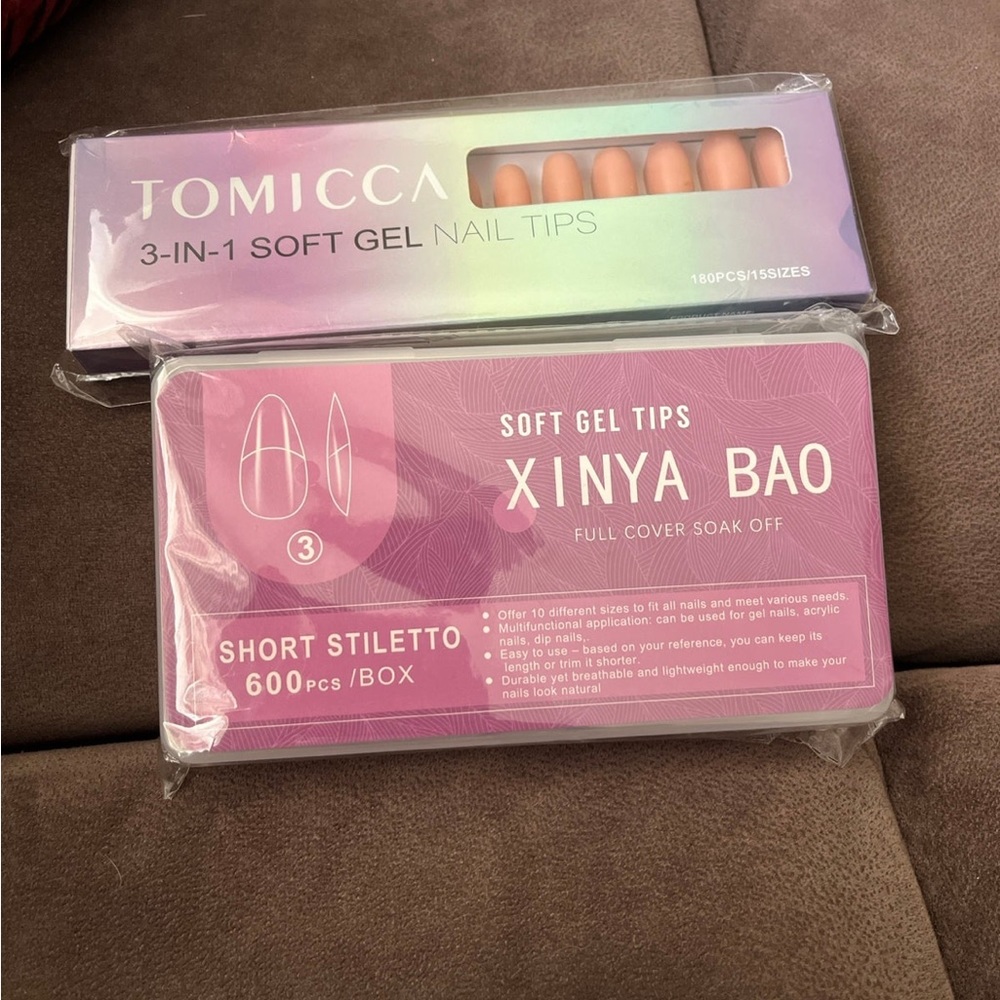 TOMICCA
3-IN-1 SOFT GEL NAIL TIPS
180PCS/15SIZES
PRODUCT NAME
SOFT GEL TIPS
XINYA BAO
FULL COVER SOAK OFF
3
SHORT STILETTO
600PCS /BOX
• Offer 10 different sizes to fit all nails and meet various needs.
• Multifunctional application: can be used for gel nails, acrylic
nails, dip nails,.
• Easy to use – based on your reference, you can keep its
length or trim it shorter.
• Durable yet breathable and lightweight enough to make your
nails look natural